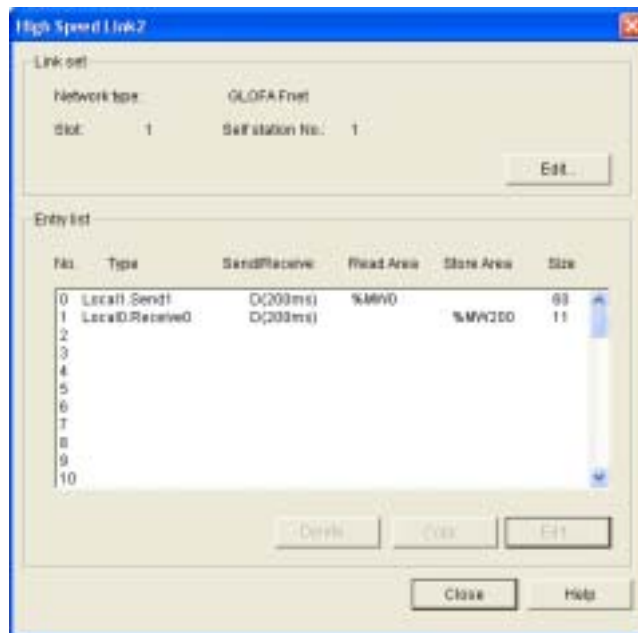 High Speed Link2
Link set
Network type: GLOFA Fnet
Slot: 1 Self station No.: 1
Edit...
Entry list
No. Type Send/Receive Read Area Store Area Size
0 Local1.Send1 D(200ms) %MW0 60
1 Local0.Receive0 D(200ms) %MW200 11
2
3
4
5
6
7
8
9
10
Delete Copy Edit
Close Help